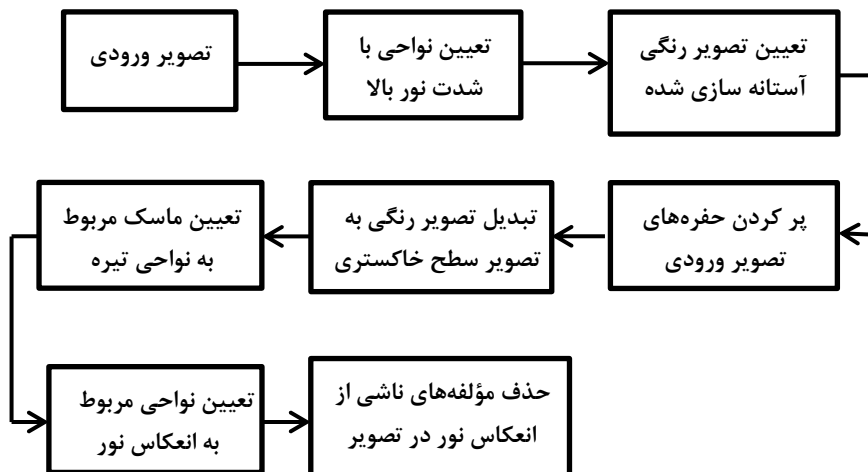 تصویر ورودی
تعیین نواحی با
شدت نور بالا
تعیین تصویر رنگی
آستانه سازی شده
پر کردن حفره‌های
تصویر ورودی
تبدیل تصویر رنگی به
تصویر سطح خاکستری
تعیین ماسک مربوط
به نواحی تیره
تعیین نواحی مربوط
به انعکاس نور
حذف مؤلفه‌های ناشی از
انعکاس نور در تصویر